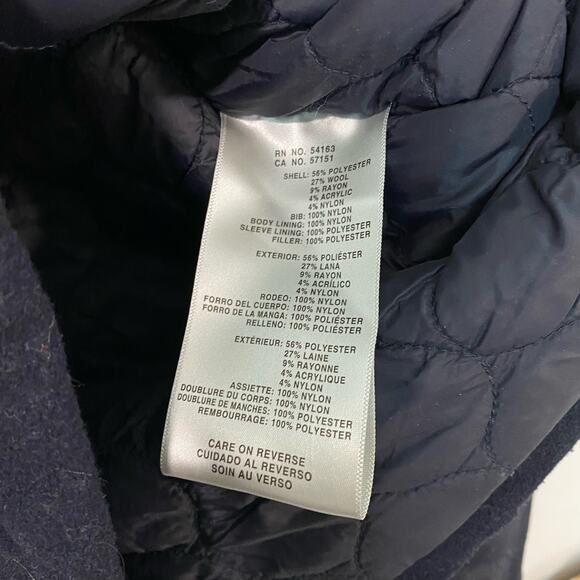 RN NO. 54163
CA NO. 57151
SHELL: 56% POLYESTER
27% WOOL
9% RAYON
4% ACRYLIC
4% NYLON
BIB: 100% NYLON
BODY LINING: 100% NYLON
SLEEVE LINING: 100% POLYESTER
FILLER: 100% POLYESTER
EXTERIOR: 56% POLIÉSTER
27% LANA
9% RAYON
4% ACRÍLICO
4% NYLON
RODEO: 100% NYLON
FORRO DEL CUERPO: 100% NYLON
FORRO DE LA MANGA: 100% POLIÉSTER
RELLENO: 100% POLIÉSTER
EXTÉRIEUR: 56% POLYESTER
27% LAINE
9% RAYONNE
4% ACRYLIQUE
4% NYLON
ASSIETTE: 100% NYLON
DOUBLURE DU CORPS: 100% NYLON
DOUBLURE DE MANCHES: 100% POLYESTER
REMBOURRAGE: 100% POLYESTER
CARE ON REVERSE
CUIDADO AL REVERSO
SOIN AU VERSO